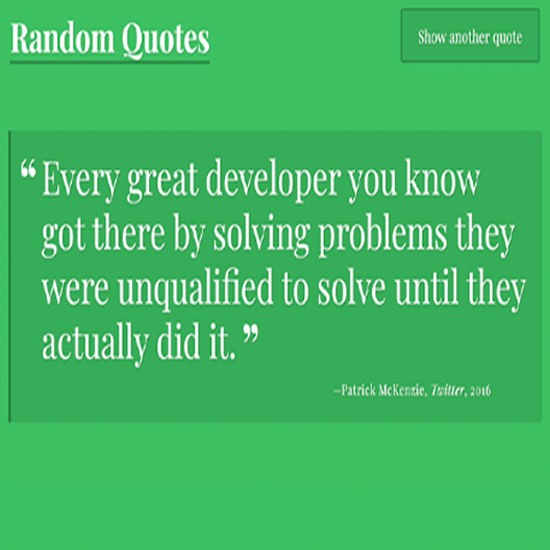 Random Quotes
Show another quote
“Every great developer you know
got there by solving problems they
were unqualified to solve until they
actually did it.”
—Patrick McKenzie, Twitter, 2016